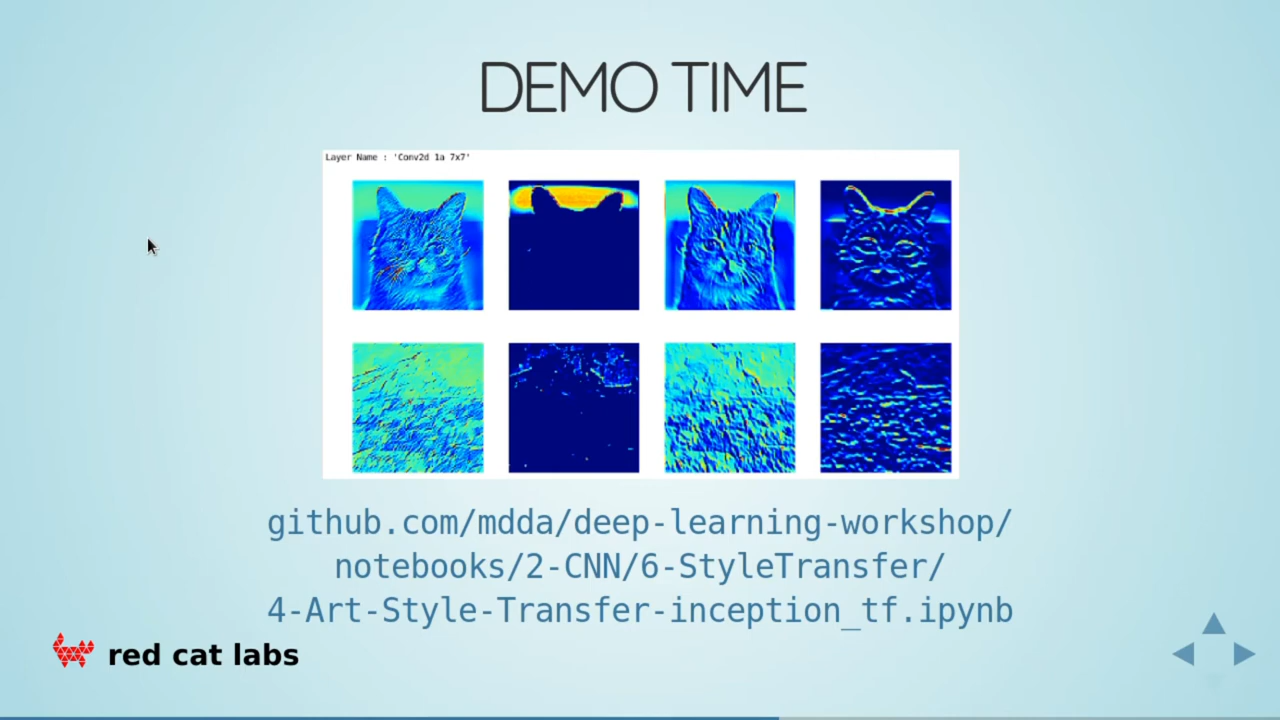 DEMO TIME
Layer Name : 'Conv2d 1a 7x7'
github.com/mdda/deep-learning-workshop/
notebooks/2-CNN/6-StyleTransfer/
4-Art-Style-Transfer-inception_tf.ipynb
red cat labs